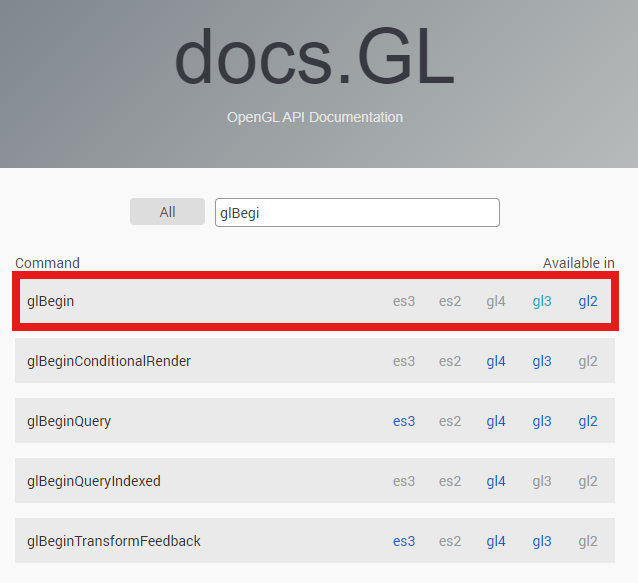 docs.GL
OpenGL API Documentation
All glBegi
Command Available in
glBegin es3 es2 gl4 gl3 gl2
glBeginConditionalRender es3 es2 gl4 gl3 gl2
glBeginQuery es3 es2 gl4 gl3 gl2
glBeginQueryIndexed es3 es2 gl4 gl3 gl2
glBeginTransformFeedback es3 es2 gl4 gl3 gl2